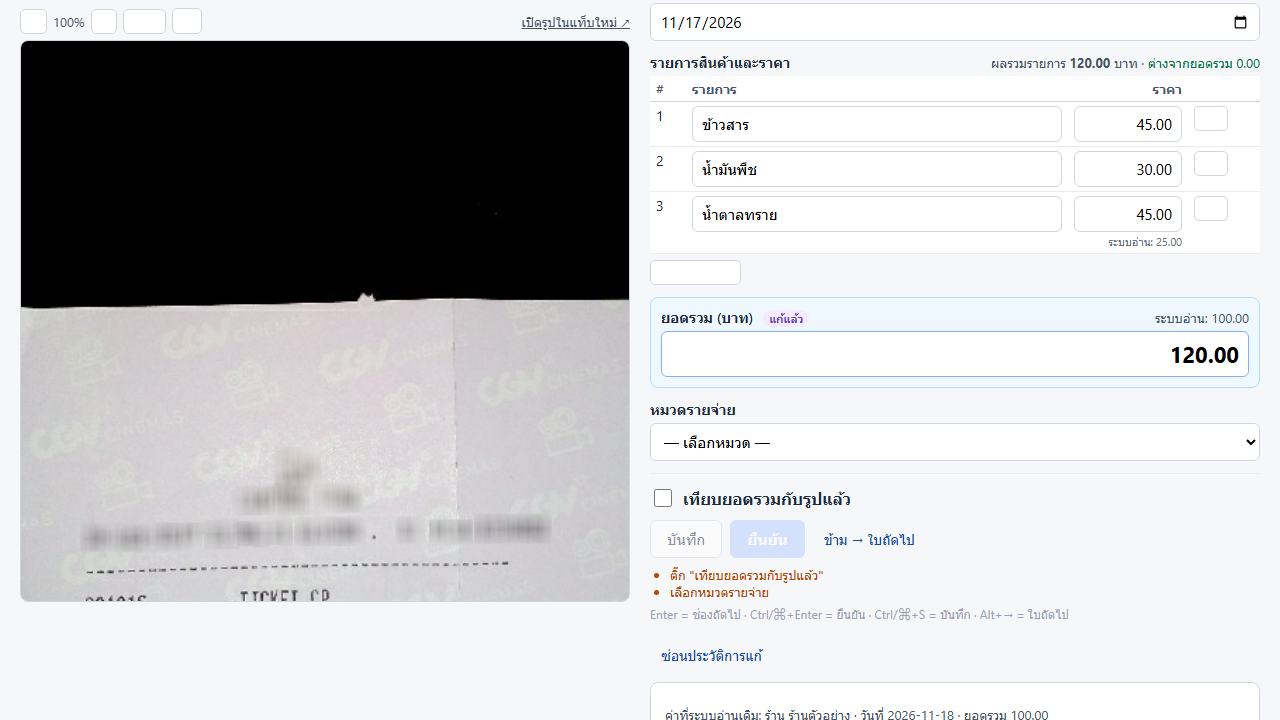 100%
เปิดรูปในแท็บใหม่ ↗
CGV CINEMAS
TICKET CP
11/17/2026
รายการสินค้าและราคา
ผลรวมรายการ 120.00 บาท · ต่างจากยอดรวม 0.00
# รายการ ราคา
1 ข้าวสาร 45.00
2 น้ำมันพืช 30.00
3 น้ำตาลทราย 45.00
ระบบอ่าน: 25.00
ยอดรวม (บาท) แก้แล้ว ระบบอ่าน: 100.00
120.00
หมวดรายจ่าย
— เลือกหมวด —
เทียบยอดรวมกับรูปแล้ว
บันทึก ยืนยัน ข้าม → ใบถัดไป
• ติ๊ก "เทียบยอดรวมกับรูปแล้ว"
• เลือกหมวดรายจ่าย
Enter = ช่องถัดไป · Ctrl/⌘+Enter = ยืนยัน · Ctrl/⌘+S = บันทึก · Alt+→ = ใบถัดไป
ซ่อนประวัติการแก้
ค่าที่ระบบอ่านเดิม: ร้าน ร้านตัวอย่าง · วันที่ 2026-11-18 · ยอดรวม 100.00